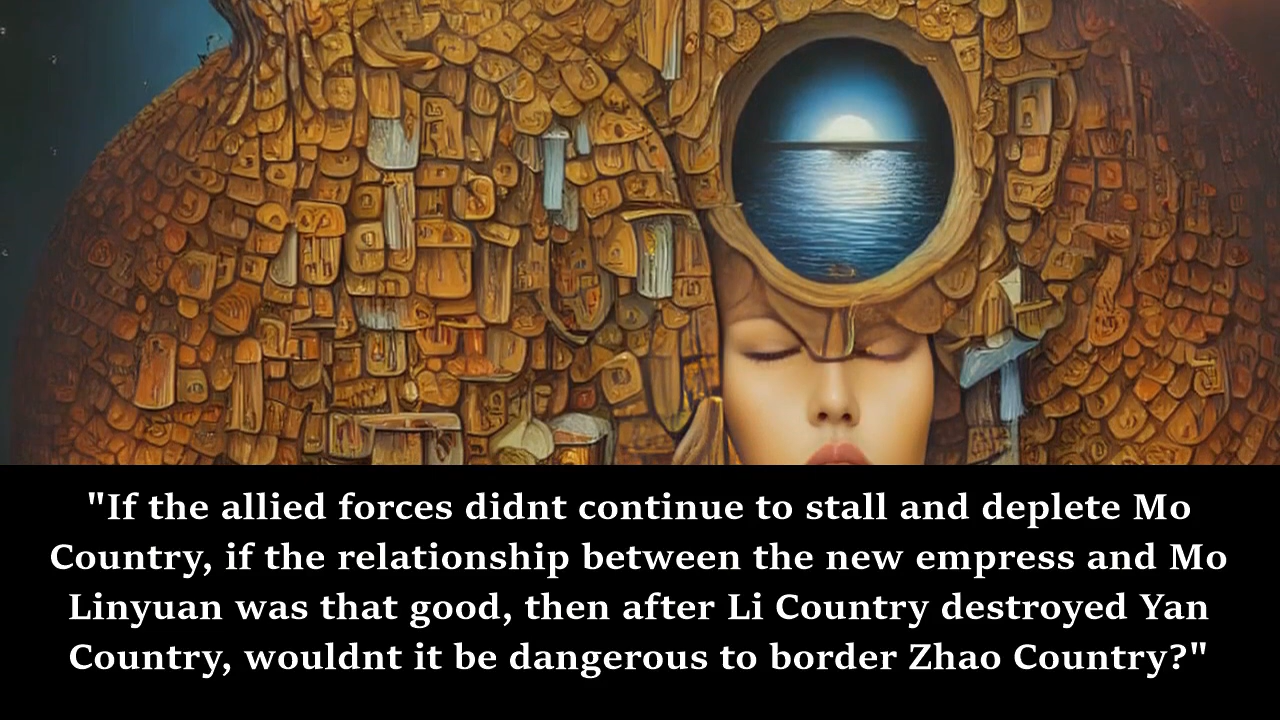 "If the allied forces didnt continue to stall and deplete Mo
Country, if the relationship between the new empress and Mo
Linyuan was that good, then after Li Country destroyed Yan
Country, wouldnt it be dangerous to border Zhao Country?"